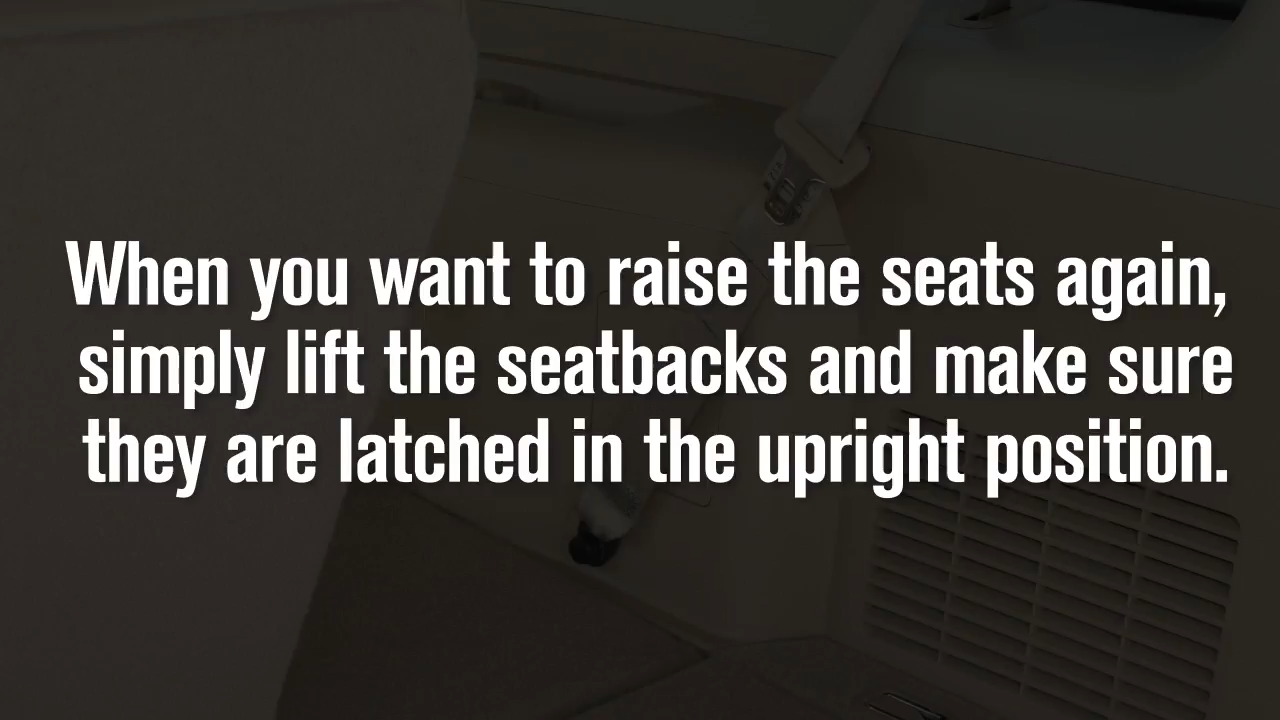 When you want to raise the seats again,
simply lift the seatbacks and make sure
they are latched in the upright position.